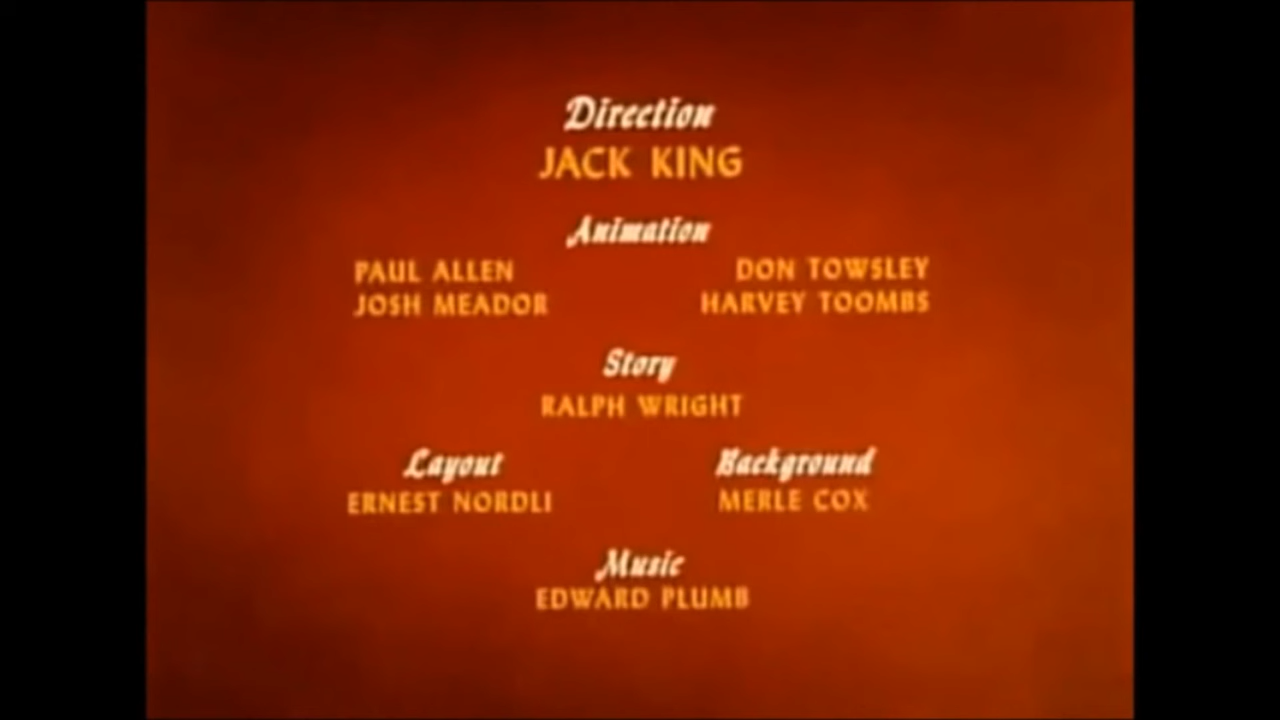 Direction
JACK KING
Animation
PAUL ALLEN DON TOWSLEY
JOSH MEADOR HARVEY TOOMBS
Story
RALPH WRIGHT
Layout Background
ERNEST NORDLI MERLE COX
Music
EDWARD PLUMB